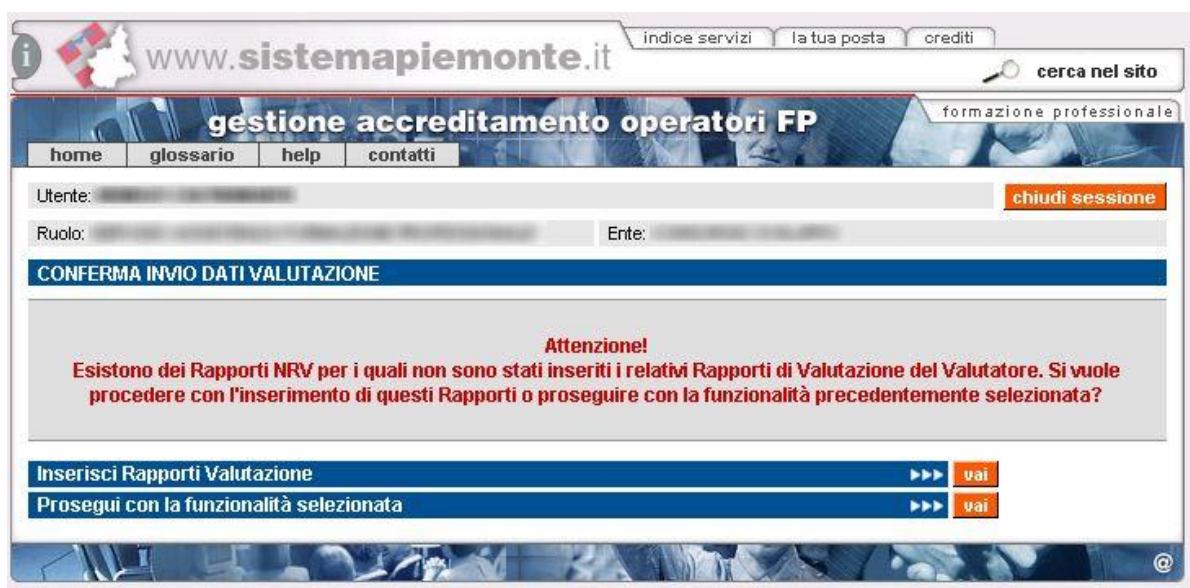 i
www.sistemapiemonte.it
indice servizi
la tua posta
crediti
cerca nel sito
gestione accreditamento operatori FP
formazione professionale
home
glossario
help
contatti
Utente:
chiudi sessione
Ruolo:
Ente:
CONFERMA INVIO DATI VALUTAZIONE
Attenzione!
Esistono dei Rapporti NRV per i quali non sono stati inseriti i relativi Rapporti di Valutazione del Valutatore. Si vuole
procedere con l'inserimento di questi Rapporti o proseguire con la funzionalità precedentemente selezionata?
Inserisci Rapporti Valutazione
vai
Prosegui con la funzionalità selezionata
vai
@